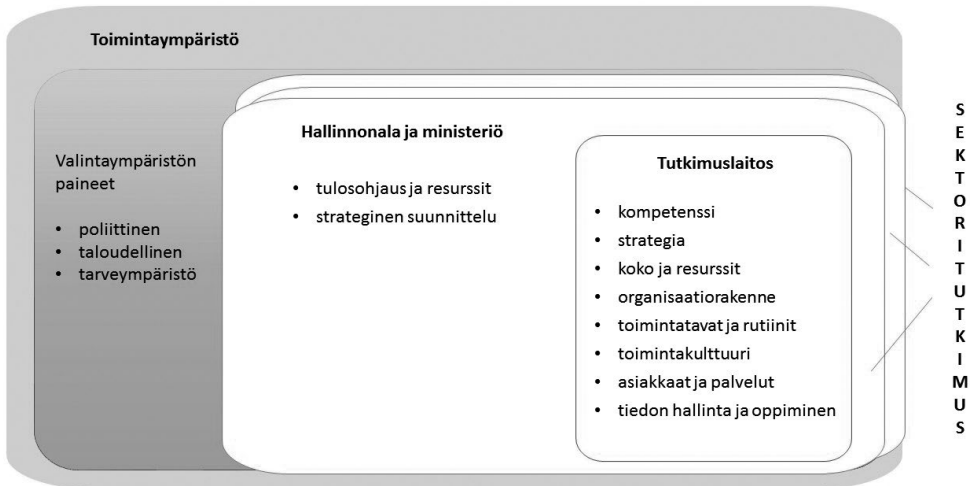 Toimintaympäristö
Valintaympäristön
paineet
• poliittinen
• taloudellinen
• tarveympäristö
Hallinnonala ja ministeriö
• tulosohjaus ja resurssit
• strateginen suunnittelu
Tutkimuslaitos
• kompetenssi
• strategia
• koko ja resurssit
• organisaatiorakenne
• toimintatavat ja rutiinit
• toimintakulttuuri
• asiakkaat ja palvelut
• tiedon hallinta ja oppiminen
S
E
K
T
O
R
I
T
U
T
K
I
M
U
S